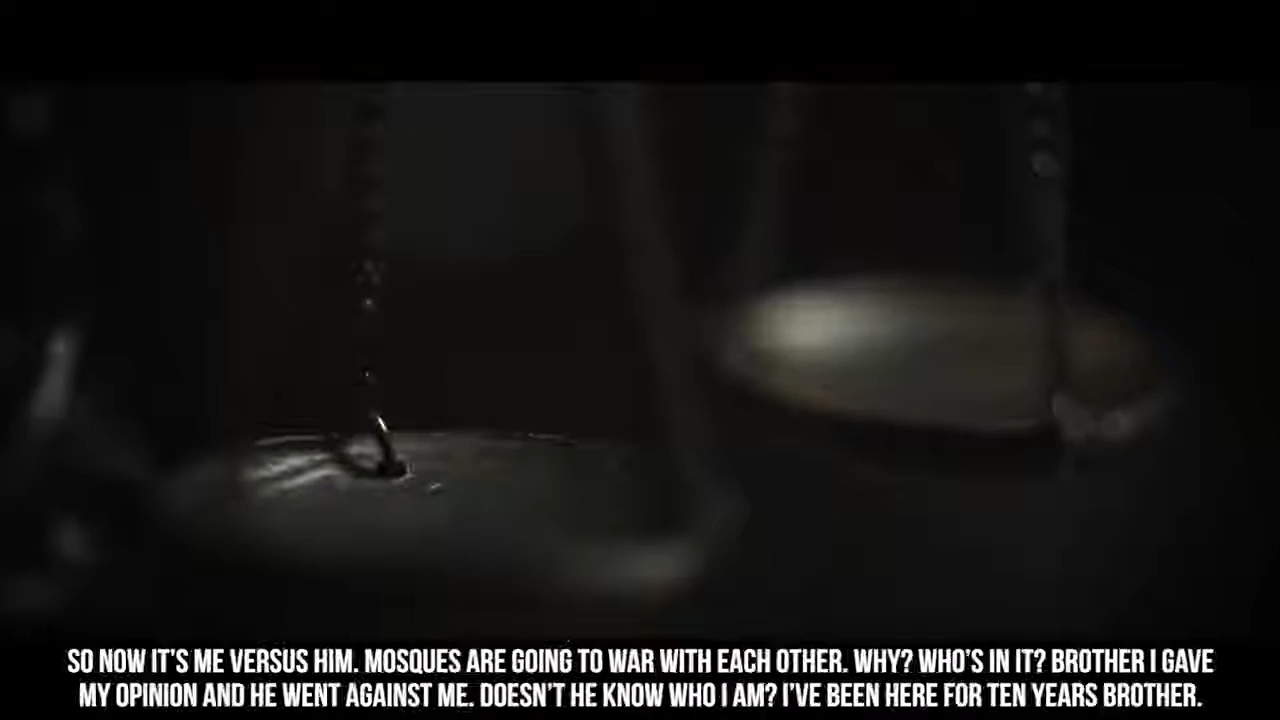 SO NOW IT'S ME VERSUS HIM. MOSQUES ARE GOING TO WAR WITH EACH OTHER. WHY? WHO'S IN IT? BROTHER I GAVE
MY OPINION AND HE WENT AGAINST ME. DOESN'T HE KNOW WHO I AM? I'VE BEEN HERE FOR TEN YEARS BROTHER.